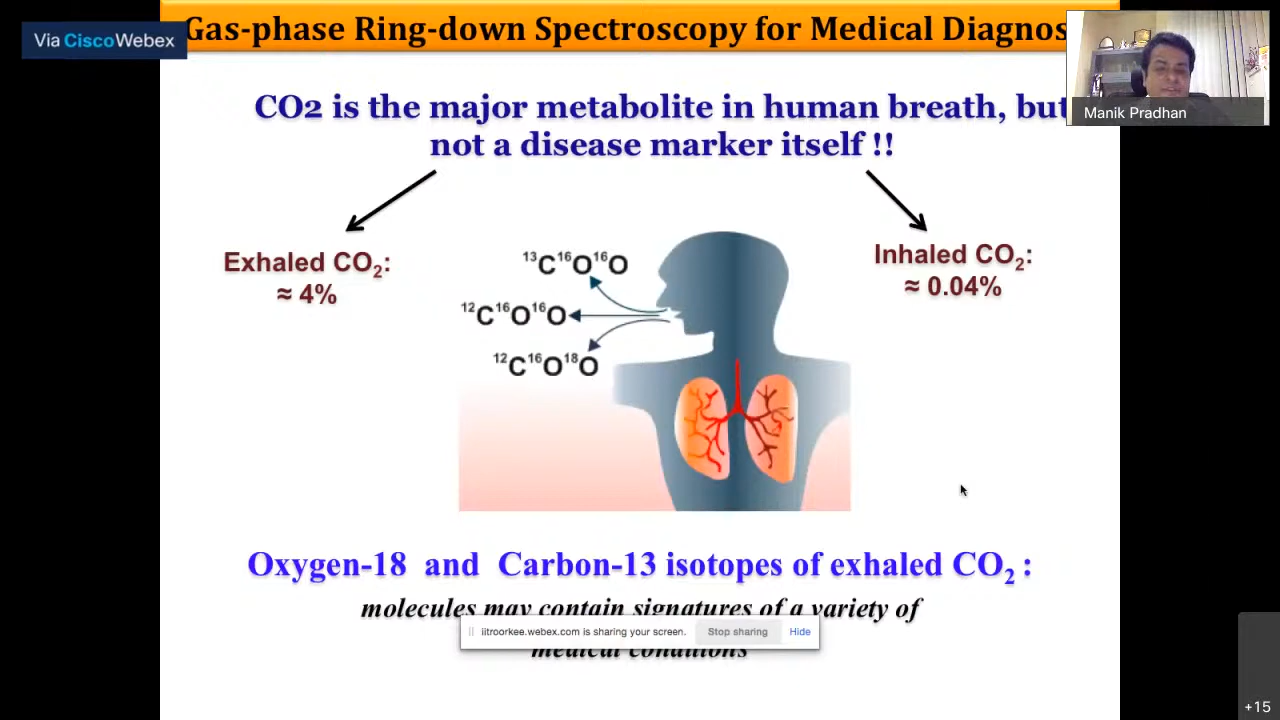 Via Cisco Webex
Gas-phase Ring-down Spectroscopy for Medical Diagnos
Manik Pradhan
CO2 is the major metabolite in human breath, but
not a disease marker itself !!
Exhaled CO₂:
≈ 4%
Inhaled CO₂:
≈ 0.04%
¹³C¹⁶O¹⁶O
¹²C¹⁶O¹⁶O
¹²C¹⁶O¹⁸O
Oxygen-18 and Carbon-13 isotopes of exhaled CO₂ :
molecules may contain signatures of a variety of
iitroorkee.webex.com is sharing your screen. Stop sharing Hide
medical conditions
+15